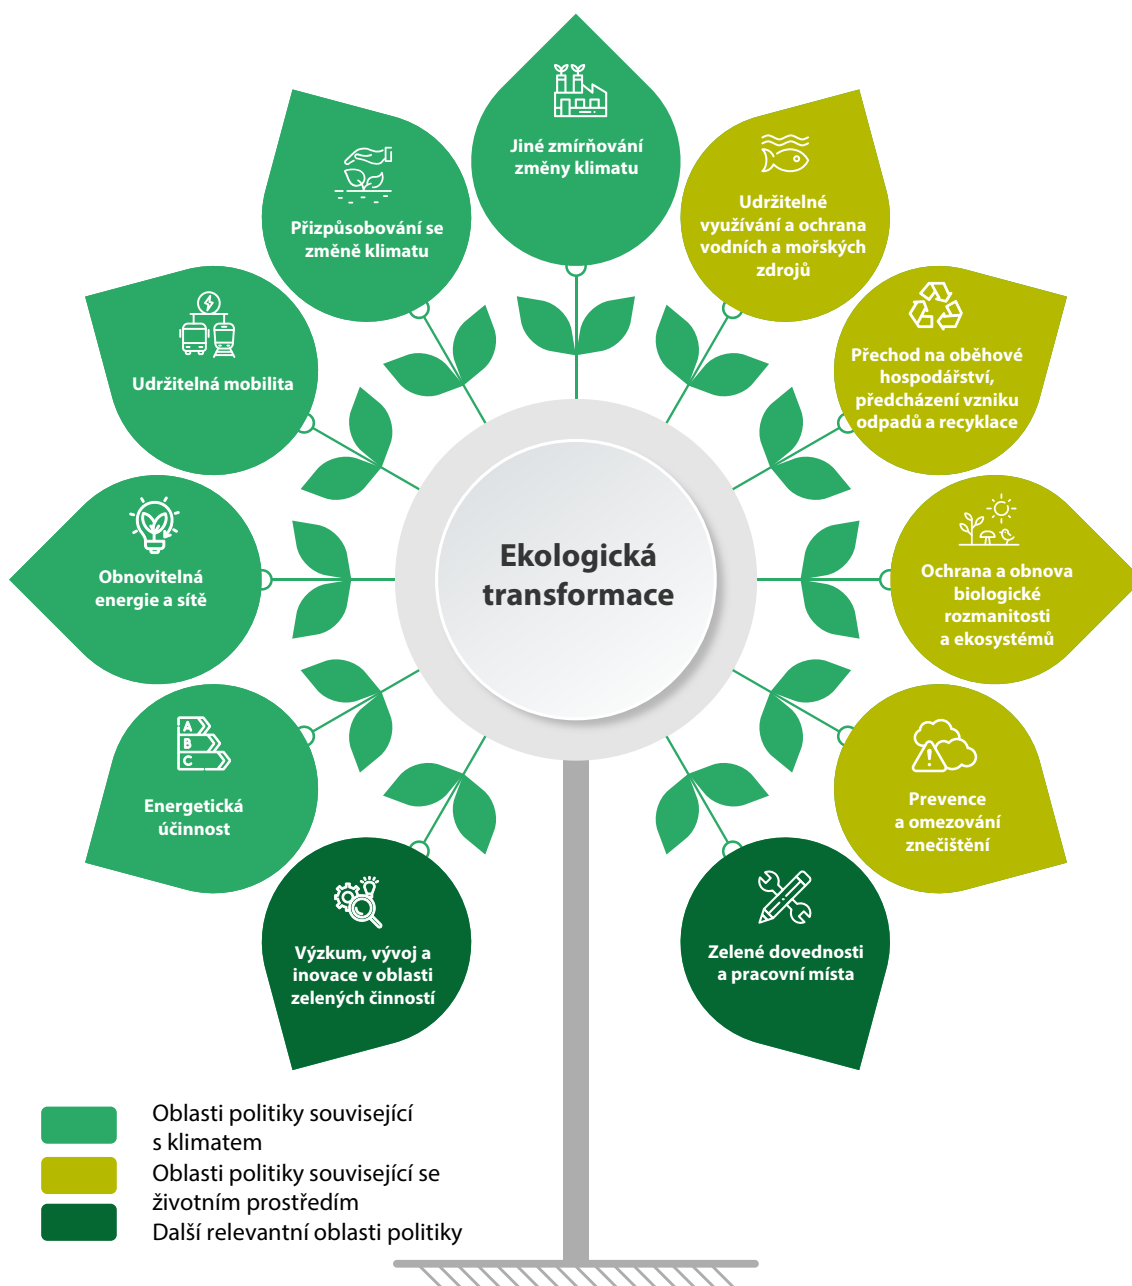 Jiné zmírňování
změny klimatu
Přizpůsobování se
změně klimatu
Udržitelné
využívání a ochrana
vodních a mořských
zdrojů
Udržitelná mobilita
Přechod na oběhové
hospodářství,
předcházení vzniku
odpadů a recyklace
Obnovitelná
energie a sítě
Ekologická
transformace
Ochrana a obnova
biologické
rozmanitosti
a ekosystémů
A
B
C
Energetická
účinnost
Prevence
a omezování
znečištění
Výzkum, vývoj a
inovace v oblasti
zelených činností
Zelené dovednosti
a pracovní místa
Oblasti politiky související
s klimatem
Oblasti politiky související se
životním prostředím
Další relevantní oblasti politiky